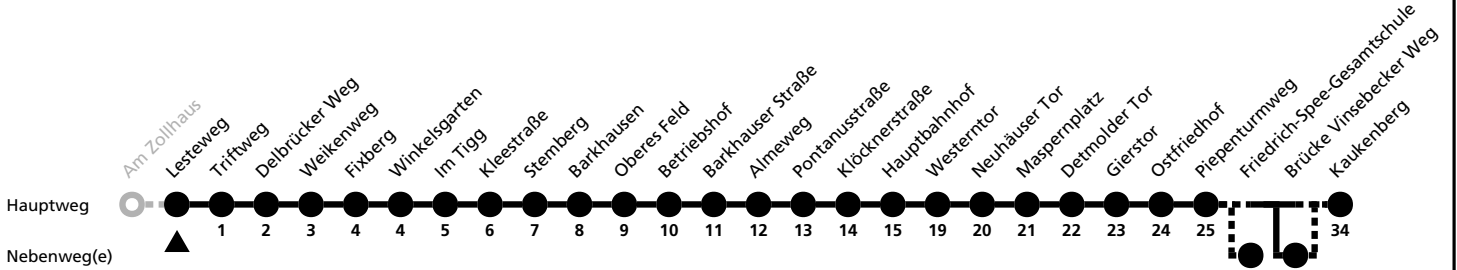 Am Zollhaus
Lesteweg
Triftweg
Delbrücker Weg
Weikenweg
Fixberg
Winkelsgarten
Im Tigg
Kleestraße
Stemberg
Barkhausen
Oberes Feld
Betriebshof
Barkhauser Straße
Almeweg
Pontanusstraße
Klöcknerstraße
Hauptbahnhof
Westerntor
Neuhäuser Tor
Maspernplatz
Detmolder Tor
Gierstor
Ostfriedhof
Piepenturmweg
Friedrich-Spee-Gesamtschule
Brücke Vinsebecker Weg
Kaukenberg
Hauptweg
1 2 3 4 4 5 6 7 8 9 10 11 12 13 14 15 19 20 21 22 23 24 25 34
Nebenweg(e)